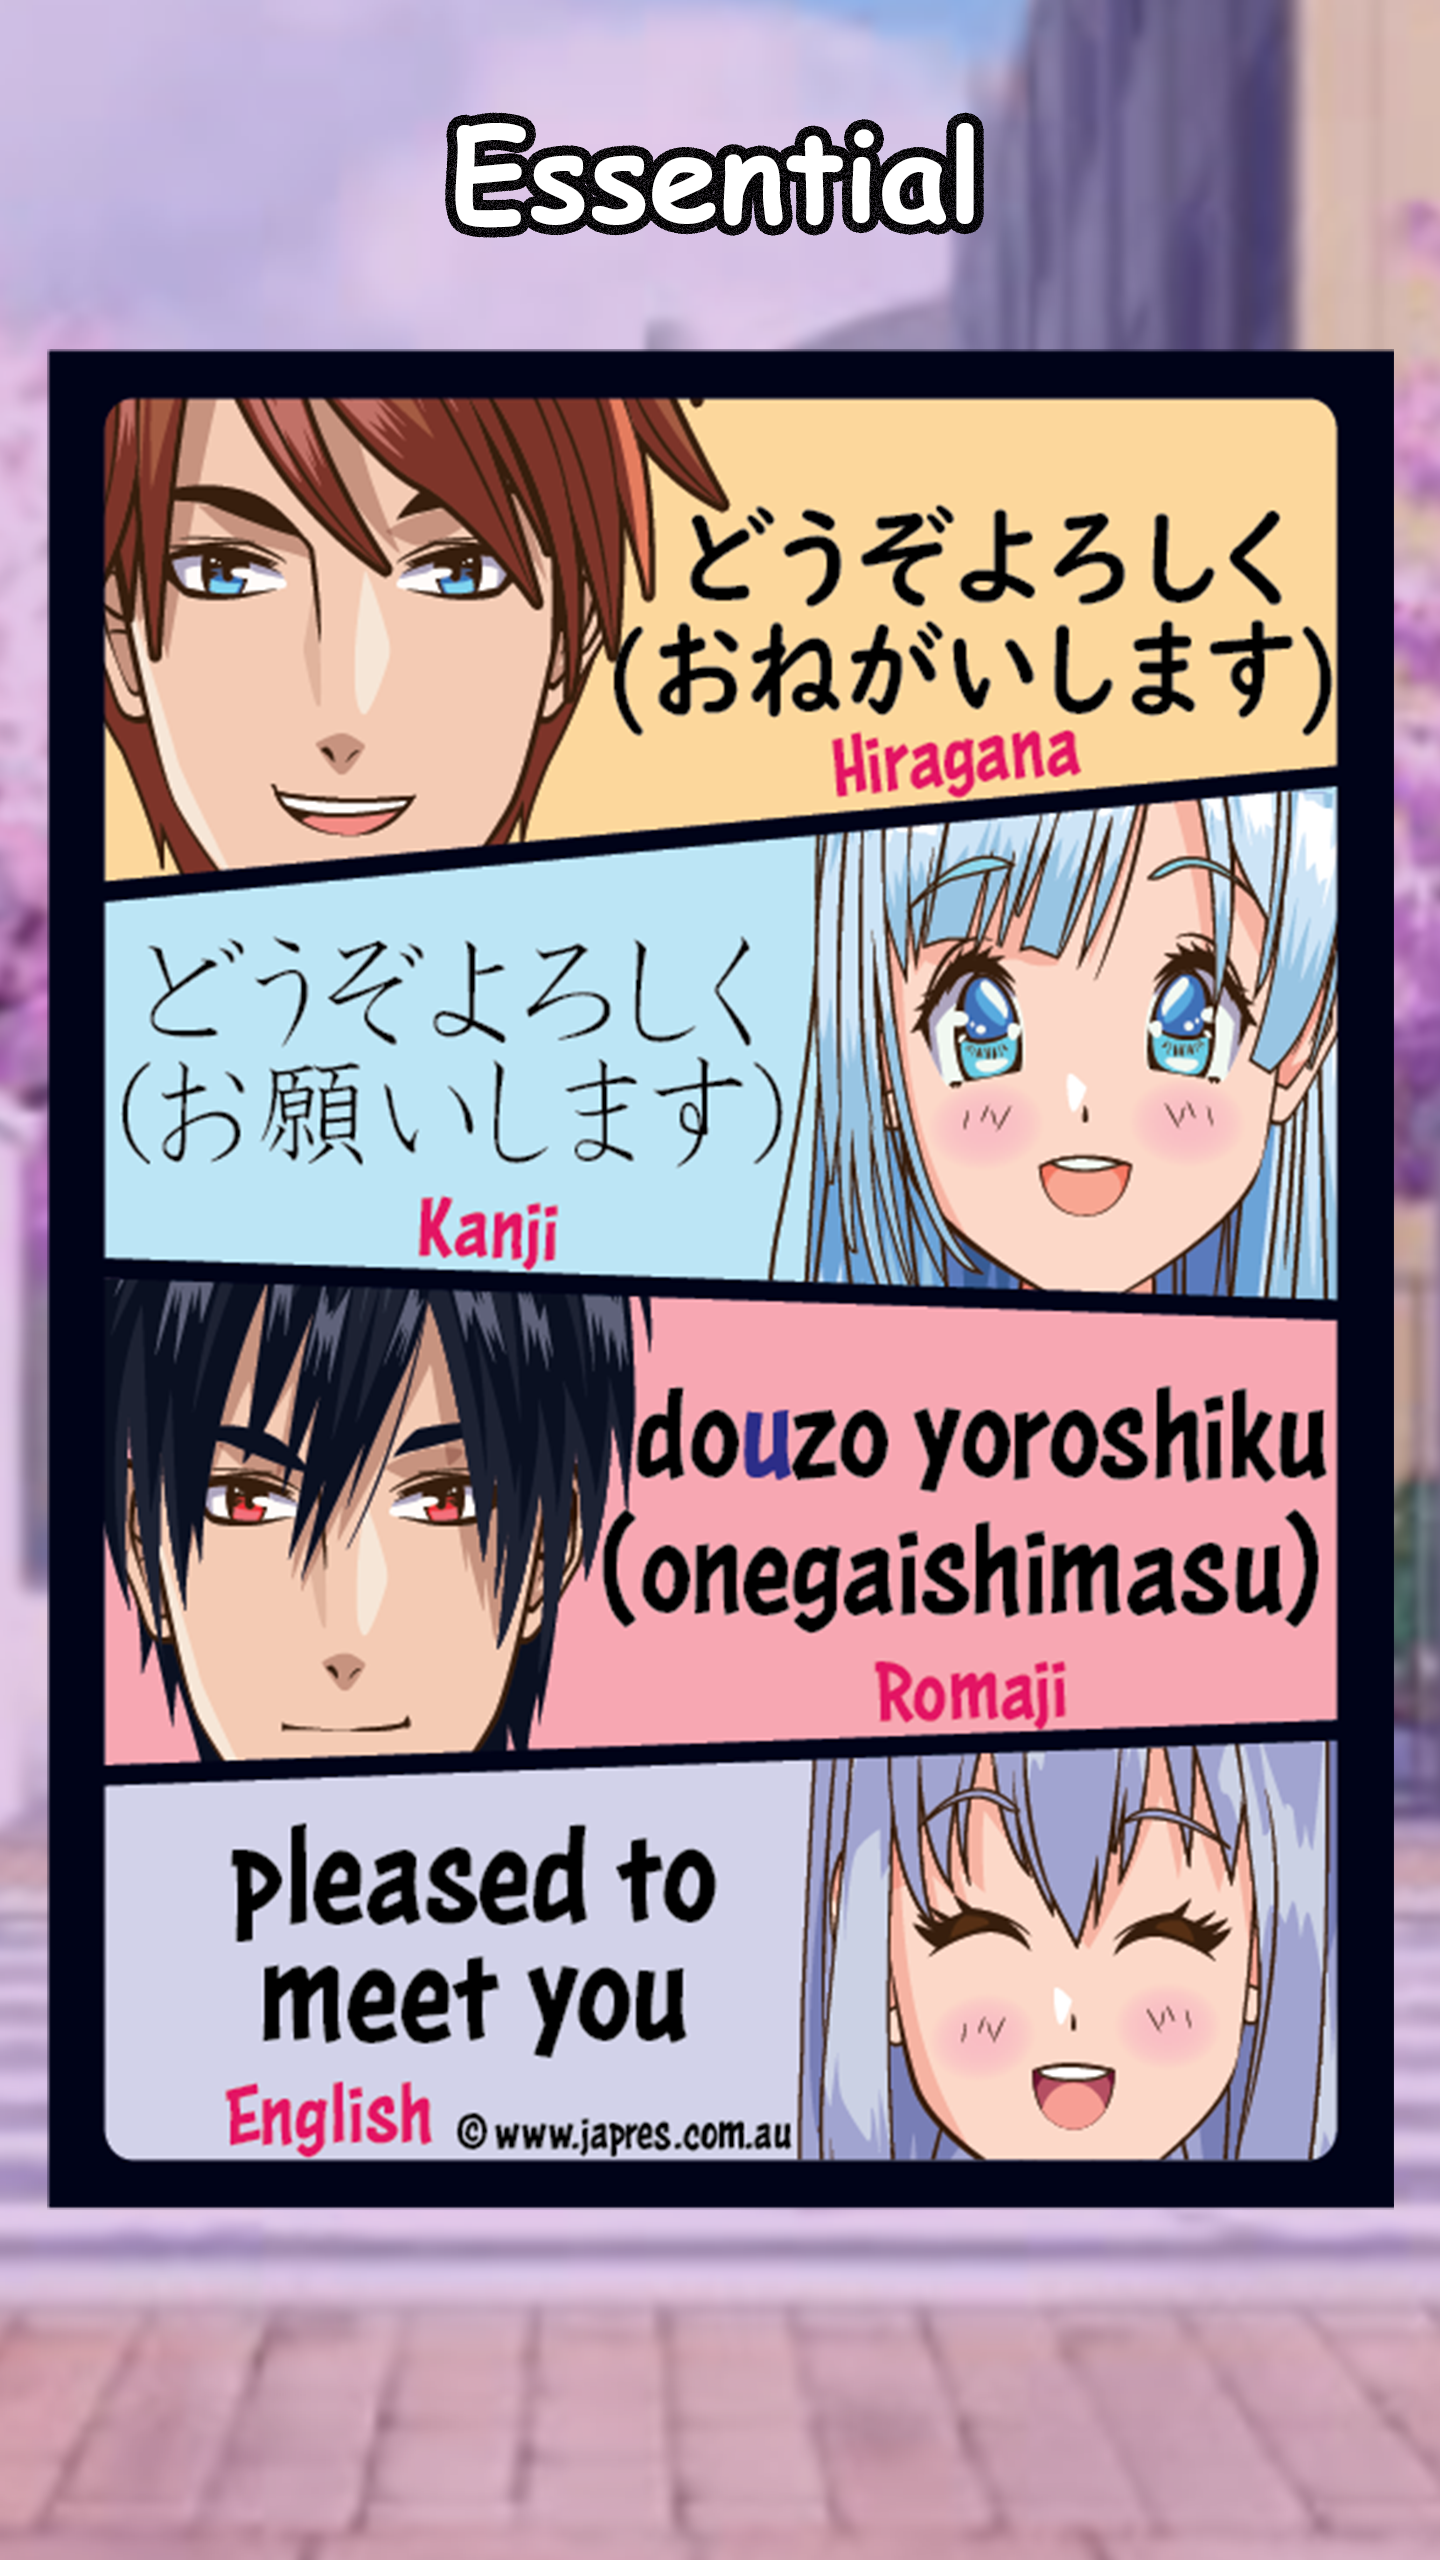 Essential
どうぞよろしく
(おねがいします)
Hiragana
どうぞよろしく
(お願いします)
Kanji
douzo yoroshiku
(onegaishimasu)
Romaji
pleased to
meet you
English
© www.japres.com.au